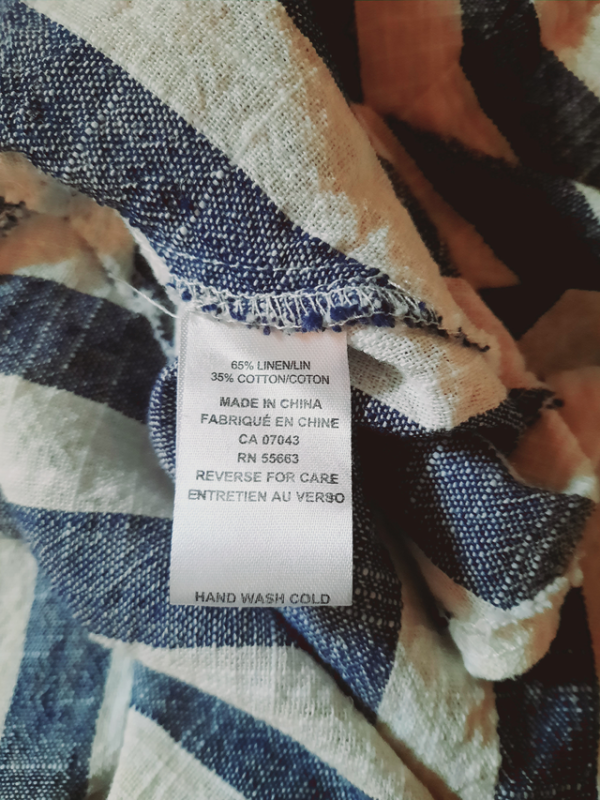 65% LINEN/LIN
35% COTTON/COTON
MADE IN CHINA
FABRIQUÉ EN CHINE
CA 07043
RN 55663
REVERSE FOR CARE
ENTRETIEN AU VERSO
HAND WASH COLD